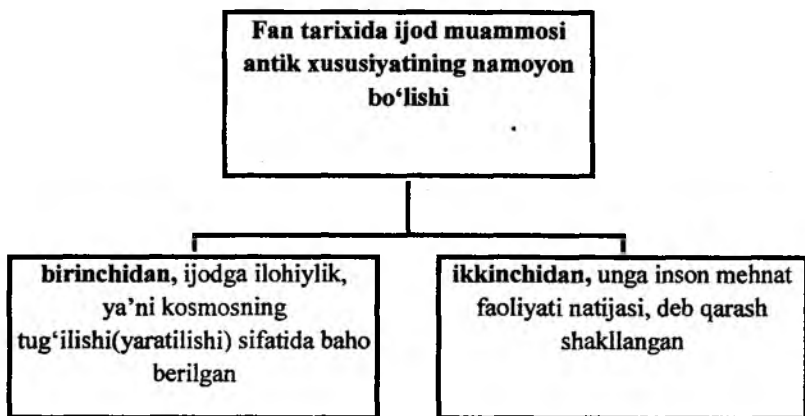 Fan tarixida ijod muammosi
antik xususiyatining namoyon
bo‘lishi
birinchidan, ijodga ilohiylik,
ya’ni kosmosning
tug‘ilishi(yaratilishi) sifatida baho
berilgan
ikkinchidan, unga inson mehnat
faoliyati natijasi, deb qarash
shakllangan